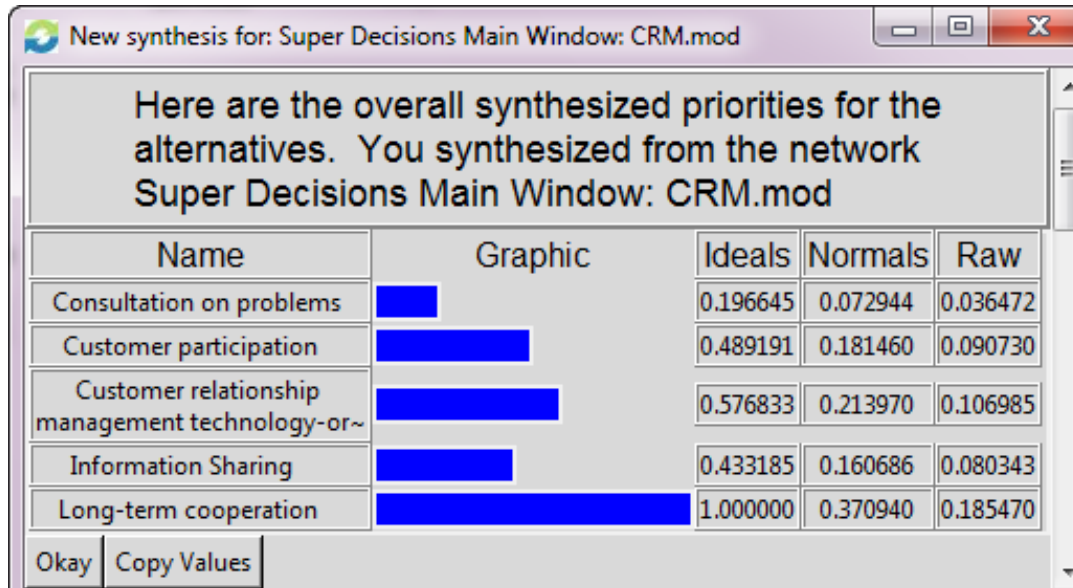 New synthesis for: Super Decisions Main Window: CRM.mod
Here are the overall synthesized priorities for the
alternatives. You synthesized from the network
Super Decisions Main Window: CRM.mod
Name Graphic Ideals Normals Raw
Consultation on problems 0.196645 0.072944 0.036472
Customer participation 0.489191 0.181460 0.090730
Customer relationship
management technology-or~ 0.576833 0.213970 0.106985
Information Sharing 0.433185 0.160686 0.080343
Long-term cooperation 1.000000 0.370940 0.185470
Okay Copy Values